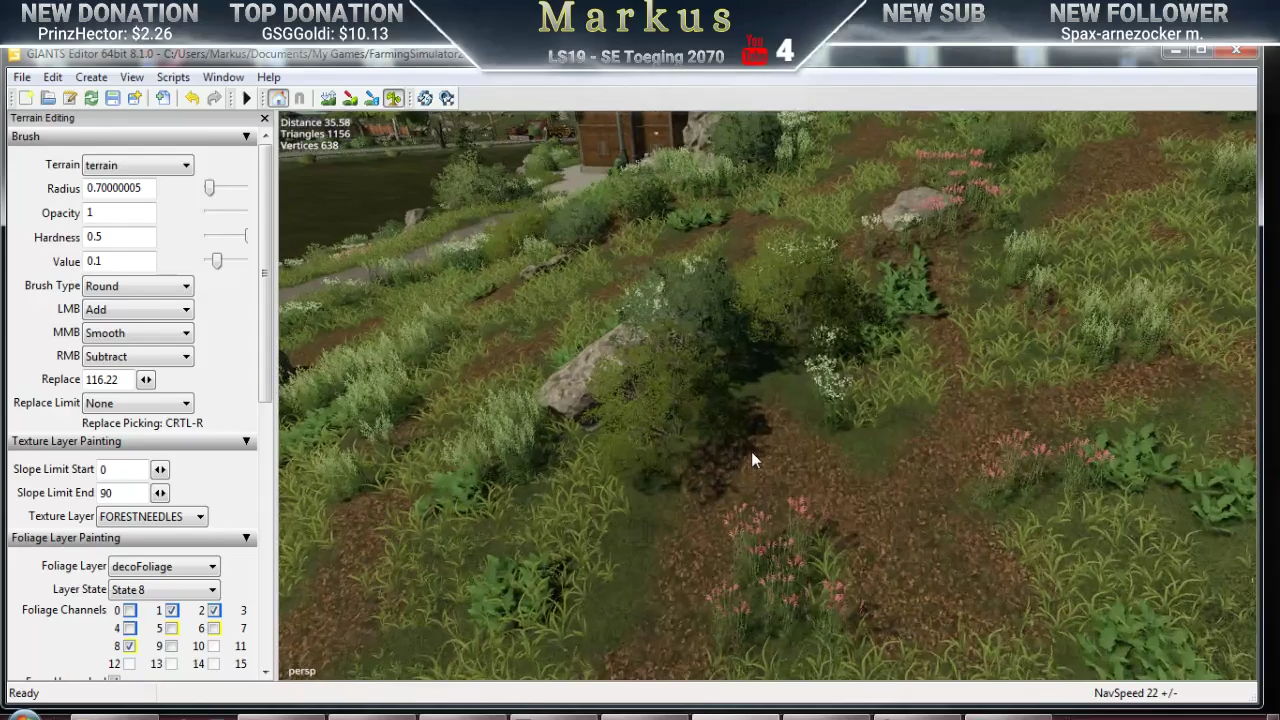 NEW DONATION
PrinzHector: $2.26
TOP DONATION
GSGGoldi: $10.13
Markus
LS19 - SE Toeging 2070
You
Tube
4
NEW SUB
NEW FOLLOWER
Spax-arnezocker m.
GIANTS Editor 64bit 8.1.0 - C:/Users/Markus/Documents/My Games/FarmingSimulator2
File Edit Create View Scripts Window Help
Terrain Editing
Brush
Terrain terrain
Radius 0.70000005
Opacity 1
Hardness 0.5
Value 0.1
Brush Type Round
LMB Add
MMB Smooth
RMB Subtract
Replace 116.22
Replace Limit None
Replace Picking: CRTL-R
Texture Layer Painting
Slope Limit Start 0
Slope Limit End 90
Texture Layer FORESTNEEDLES
Foliage Layer Painting
Foliage Layer decoFoliage
Layer State State 8
Foliage Channels 0 1 2 3
4 5 6 7
8 9 10 11
12 13 14 15
Distance 35.58
Triangles 1156
Vertices 638
persp
Ready
NavSpeed 22 +/-